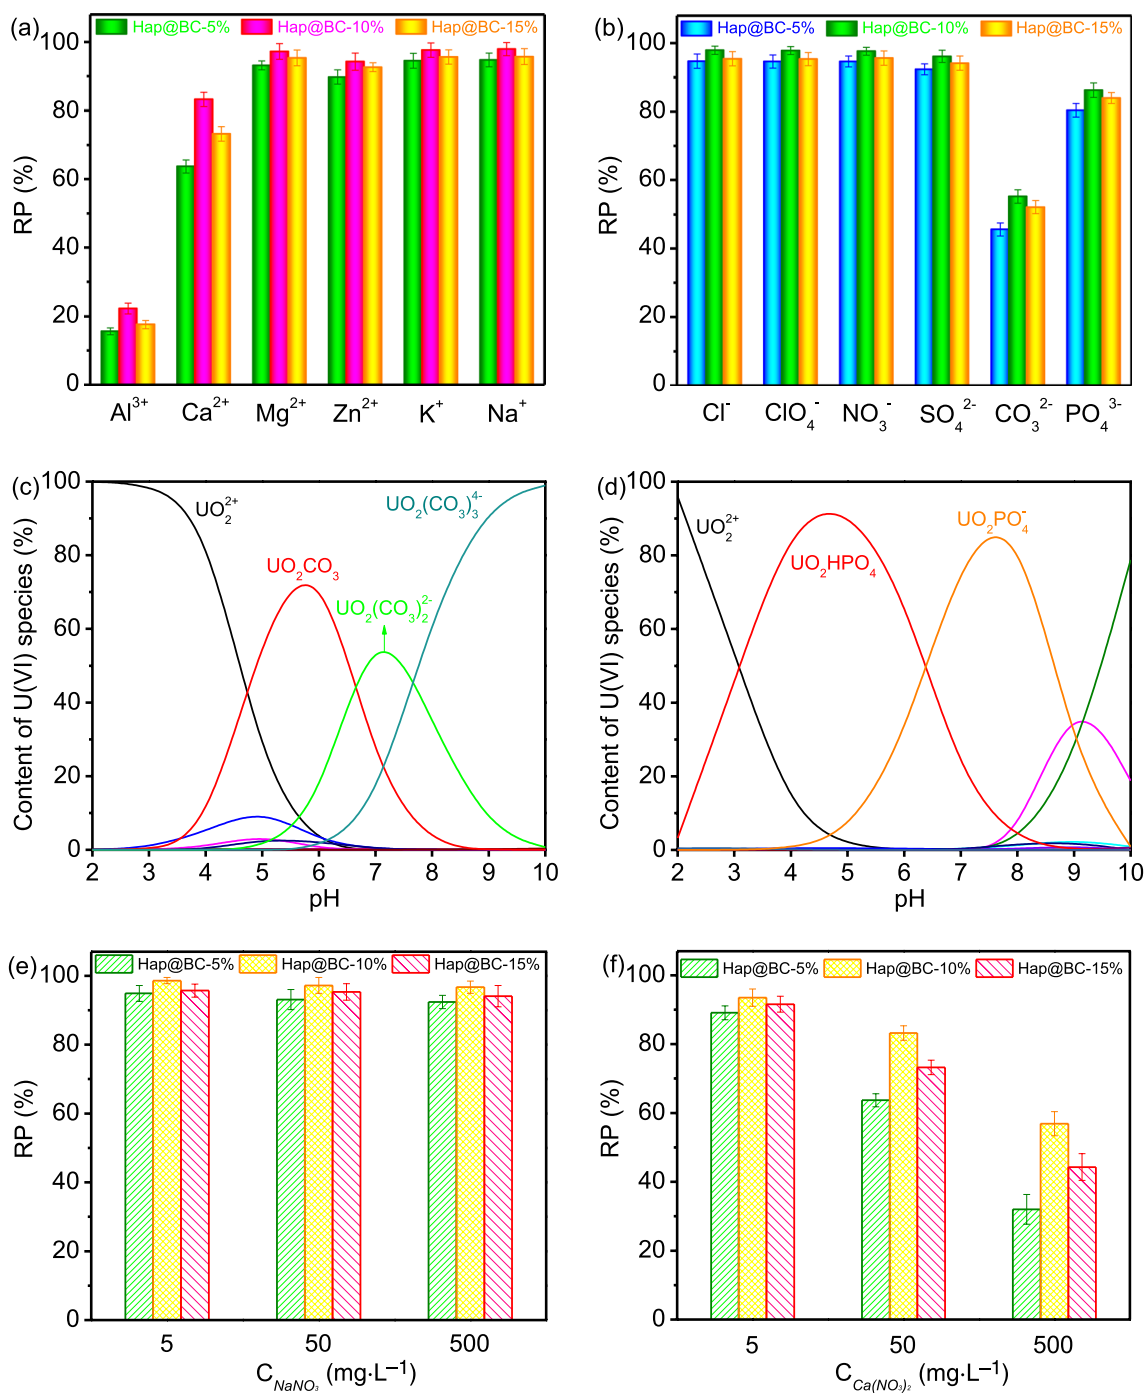 (a)
Hap@BC-5% Hap@BC-10% Hap@BC-15%
100
80
60
40
20
0
RP (%)
Al³⁺ Ca²⁺ Mg²⁺ Zn²⁺ K⁺ Na⁺
(b)
Hap@BC-5% Hap@BC-10% Hap@BC-15%
100
80
60
40
20
0
RP (%)
Cl⁻ ClO₄⁻ NO₃⁻ SO₄²⁻ CO₃²⁻ PO₄³⁻
(c)
100
80
60
40
20
0
Content of U(VI) species (%)
UO₂²⁺
UO₂CO₃
UO₂(CO₃)₂²⁻
UO₂(CO₃)₃⁴⁻
2 3 4 5 6 7 8 9 10
pH
(d)
100
80
60
40
20
0
Content of U(VI) species (%)
UO₂²⁺
UO₂HPO₄
UO₂PO₄⁻
2 3 4 5 6 7 8 9 10
pH
(e)
Hap@BC-5% Hap@BC-10% Hap@BC-15%
100
80
60
40
20
0
RP (%)
5 50 500
C NaNO₃ (mg·L⁻¹)
(f)
Hap@BC-5% Hap@BC-10% Hap@BC-15%
100
80
60
40
20
0
RP (%)
5 50 500
C Ca(NO₃)₂ (mg·L⁻¹)